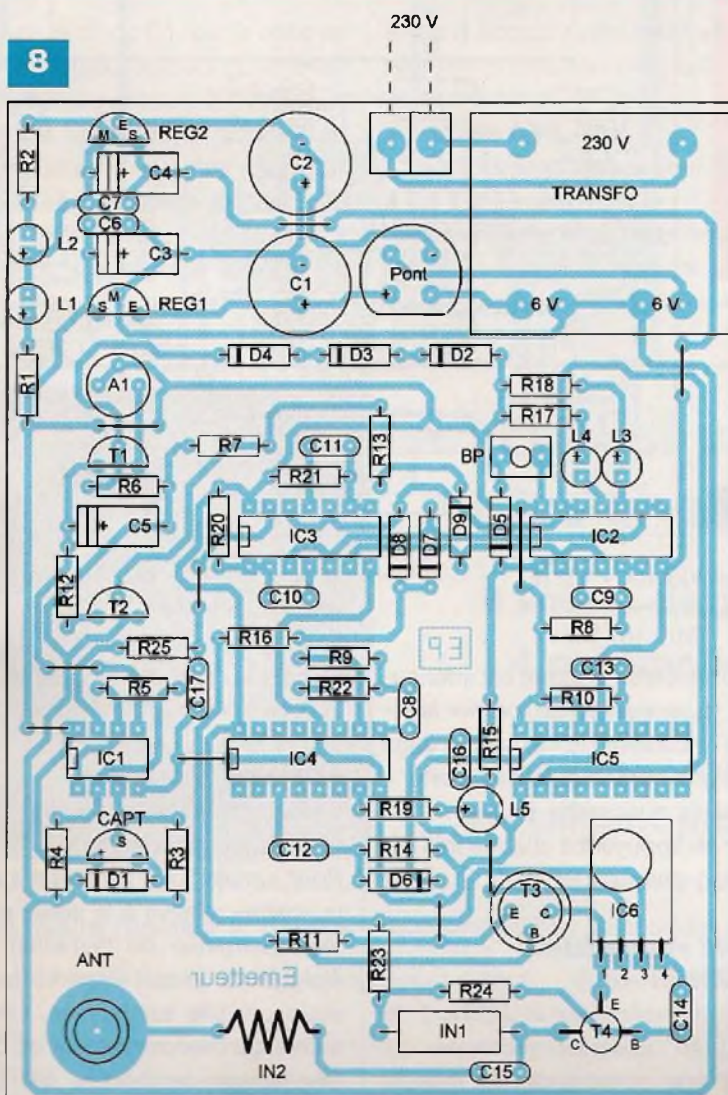 230 V
8
R2
M E S
REG2
C4
C7
C6
L2
C3
L1
S M E
REG1
R1
C2
C1
Pont
230 V
TRANSFO
6 V
6 V
A1
D4
D3
D2
R18
R17
T1
R7
C11
R13
BP
L4
L3
R6
R21
C5
R20
IC3
D8
D7
D9
D5
IC2
R12
T2
C10
C9
R25
R16
R8
EP
R5
C17
R9
R22
C8
C13
R10
IC1
IC4
C16
R15
IC5
R19
L5
CAPT
S
R4
D1
R3
C12
R14
D6
T3
E C
B
IC6
R11
R23
1 2 3 4
ANT
Emetteur
R24
E
C T4 B
C14
IN2
IN1
C15